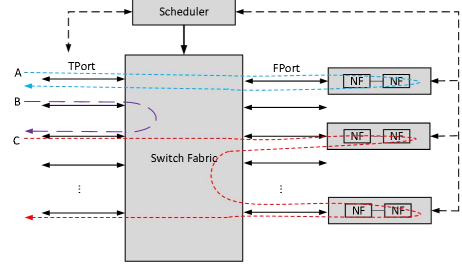 Scheduler
TPort
FPort
A
NF NF
B
C
NF NF
Switch Fabric
⋮ ⋮
NF NF